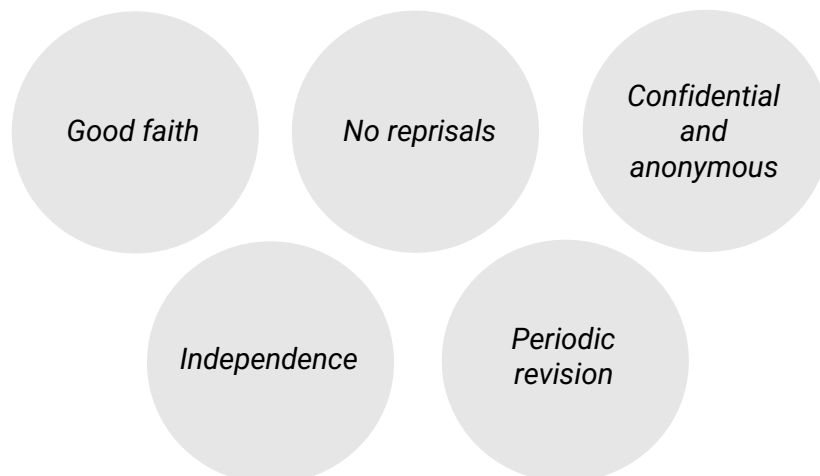 Good faith
No reprisals
Confidential
and
anonymous
Independence
Periodic
revision